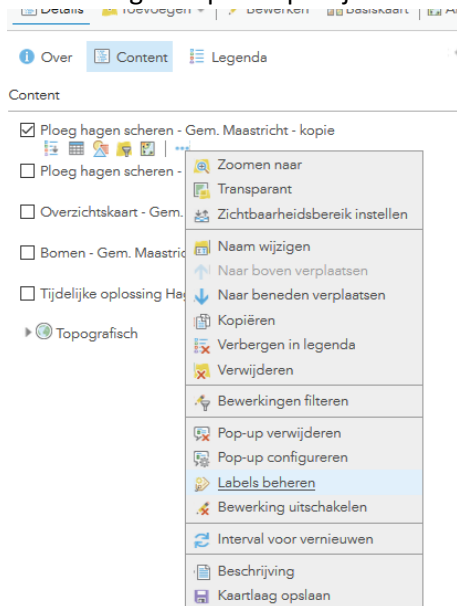 Details Toevoegen Bewerken Basiskaart
Over Content Legenda
Content
Ploeg hagen scheren - Gem. Maastricht - kopie
Ploeg hagen scheren -
Overzichtskaart - Gem.
Bomen - Gem.
Tijdelijke oplossing
Topografisch
Zoomen naar
Transparant
Zichtbaarheidsbereik instellen
Naam wijzigen
Naar boven verplaatsen
Naar beneden verplaatsen
Kopiëren
Verbergen in legenda
Verwijderen
Bewerkingen filteren
Pop-up verwijderen
Pop-up configureren
Labels beheren
Bewerking uitschakelen
Interval voor vernieuwen
Beschrijving
Kaartlaag opslaan